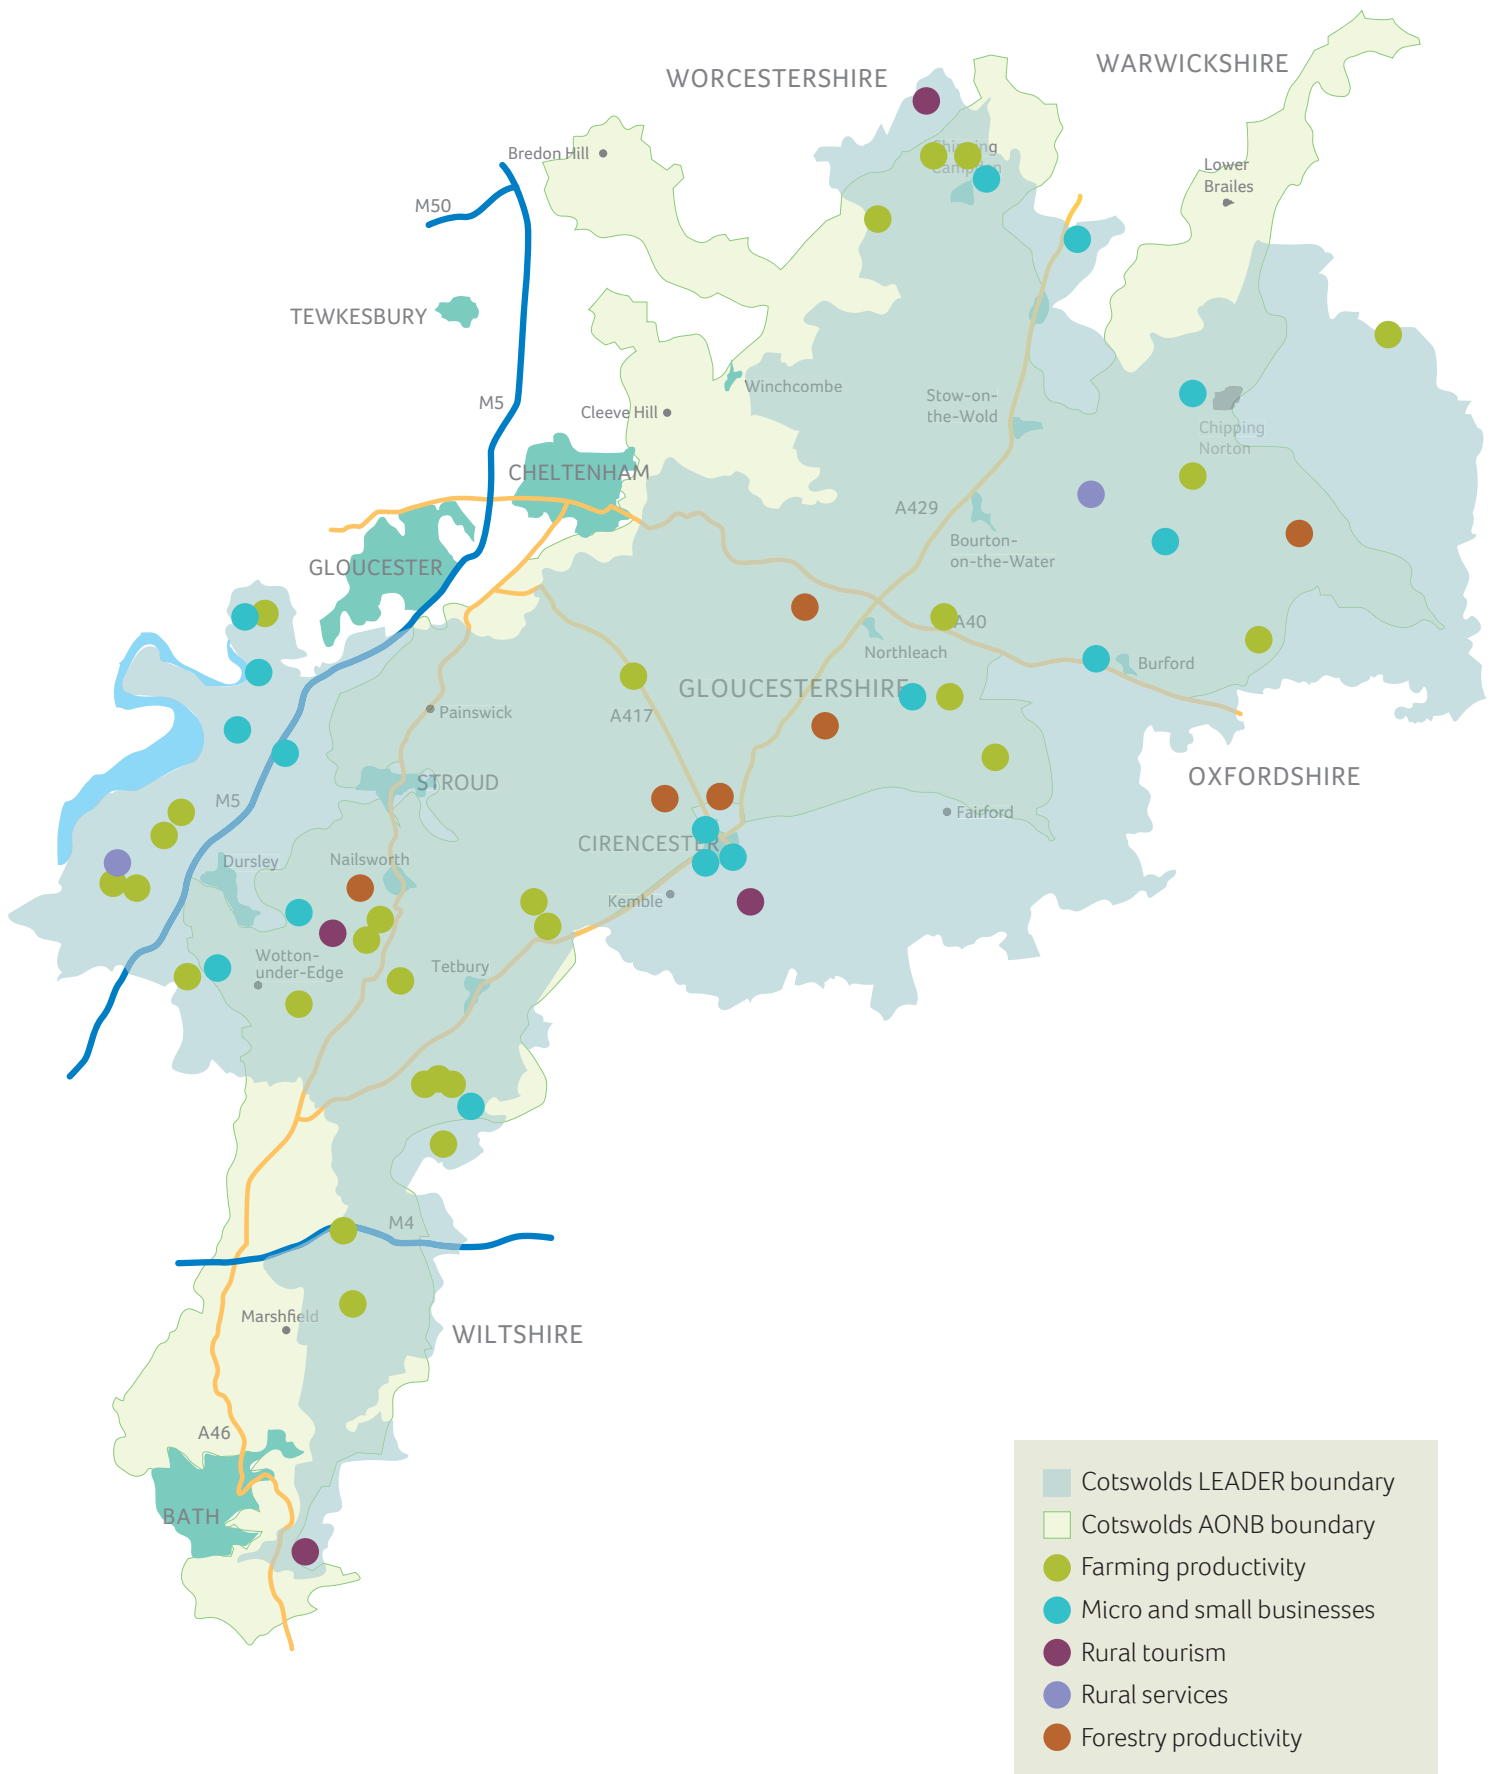 WARWICKSHIRE
WORCESTERSHIRE
Bredon Hill
Chipping
Campden
Lower
Brailes
M50
TEWKESBURY
Winchcombe
Stow-on-
the-Wold
M5
Cleeve Hill
Chipping
Norton
CHELTENHAM
A429
Bourton-
on-the-Water
GLOUCESTER
A40
Northleach
Burford
GLOUCESTERSHIRE
Painswick
A417
OXFORDSHIRE
STROUD
M5
Fairford
CIRENCESTER
Dursley
Nailsworth
Kemble
Wotton-
under-Edge
Tetbury
M4
Marshfield
WILTSHIRE
A46
BATH
Cotswolds LEADER boundary
Cotswolds AONB boundary
Farming productivity
Micro and small businesses
Rural tourism
Rural services
Forestry productivity